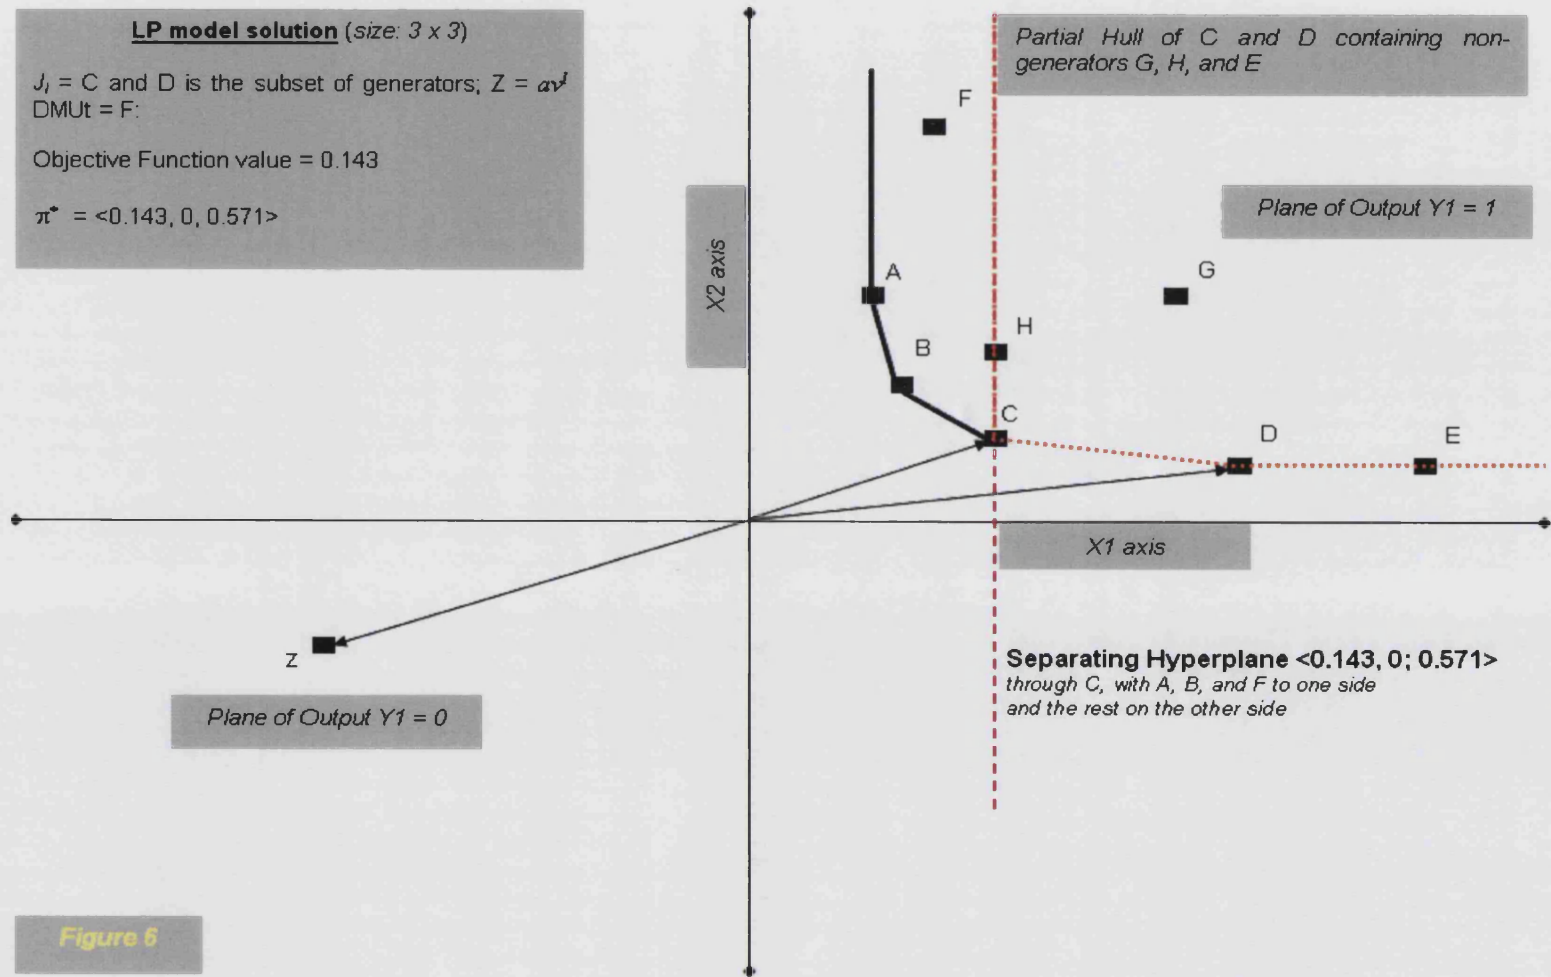 LP model solution (size: 3 x 3)
Jᵢ = C and D is the subset of generators; Z = avᴶ
DMUt = F:
Objective Function value = 0.143
π* = <0.143, 0, 0.571>
Partial Hull of C and D containing non-
generators G, H, and E
F
Plane of Output Y1 = 1
X2 axis
A
G
H
B
C
D
E
X1 axis
z
Separating Hyperplane <0.143, 0; 0.571>
through C, with A, B, and F to one side
and the rest on the other side
Plane of Output Y1 = 0
Figure 6